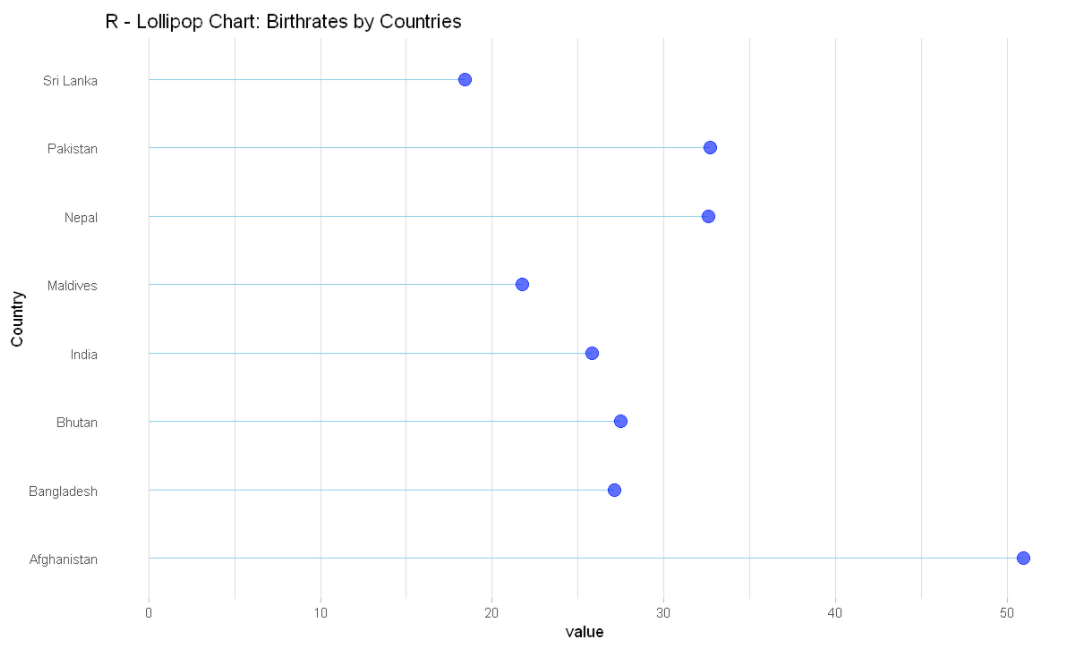 R - Lollipop Chart: Birthrates by Countries
Sri Lanka
Pakistan
Nepal
Maldives
India
Bhutan
Bangladesh
Afghanistan
Country
0 10 20 30 40 50
value